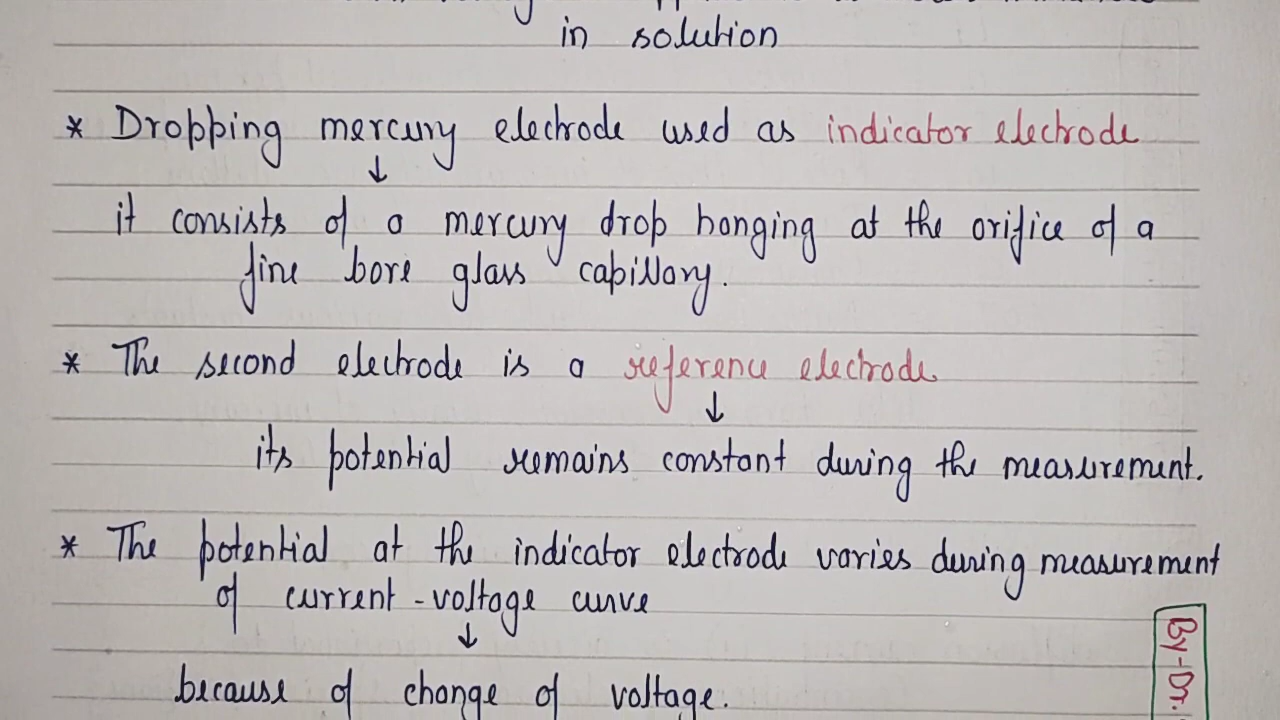 in solution
* Dropping mercury electrode used as indicator electrode
↓
it consists of a mercury drop hanging at the orifice of a
fine bore glass capillary.
* The second electrode is a reference electrode
↓
its potential remains constant during the measurement.
* The potential at the indicator electrode varies during measurement
of current-voltage curve
↓
because of change of voltage.
By-Dr.